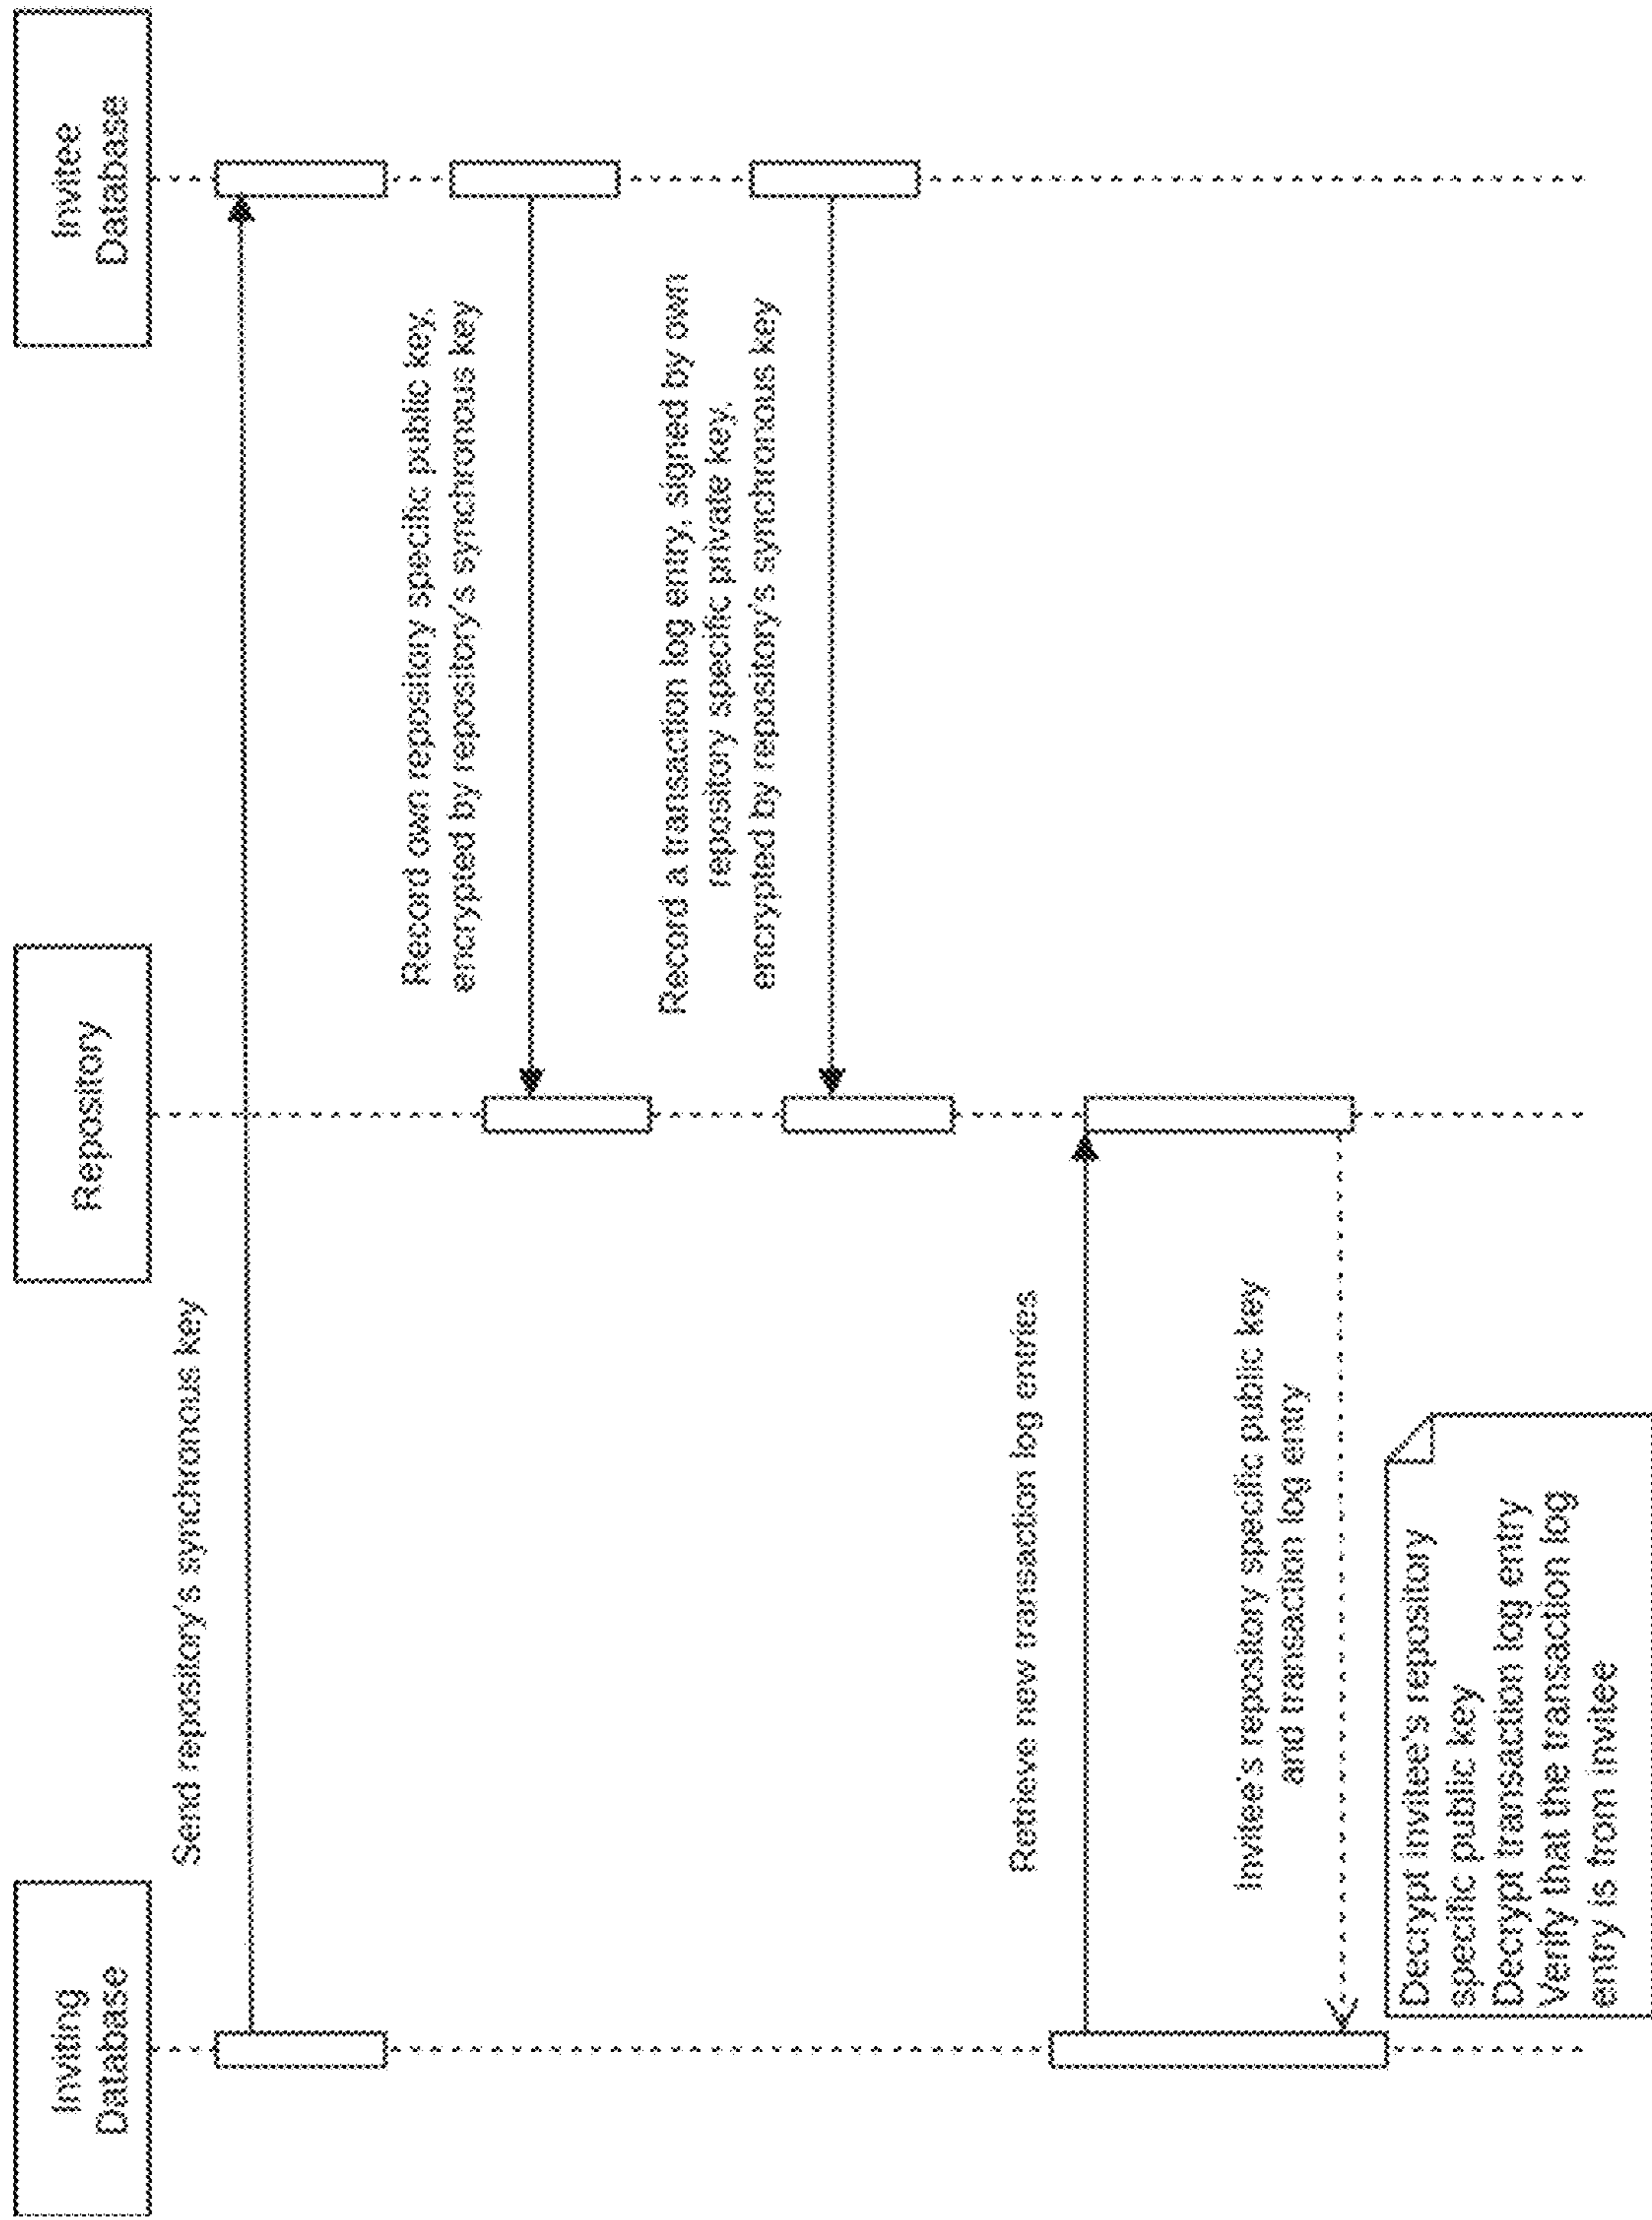 Inviting
Database
Repository
Invitee
Database
Send repository's synchronous key
Record own repository specific public key,
encrypted by repository's synchronous key
Record a transaction log entry, signed by own
repository specific private key,
encrypted by repository's synchronous key
Retrieve new transaction log entries
Invitee's repository specific public key
and transaction log entry
Decrypt invitee's repository
specific public key
Decrypt transaction log entry
Verify that the transaction log
entry is from invitee